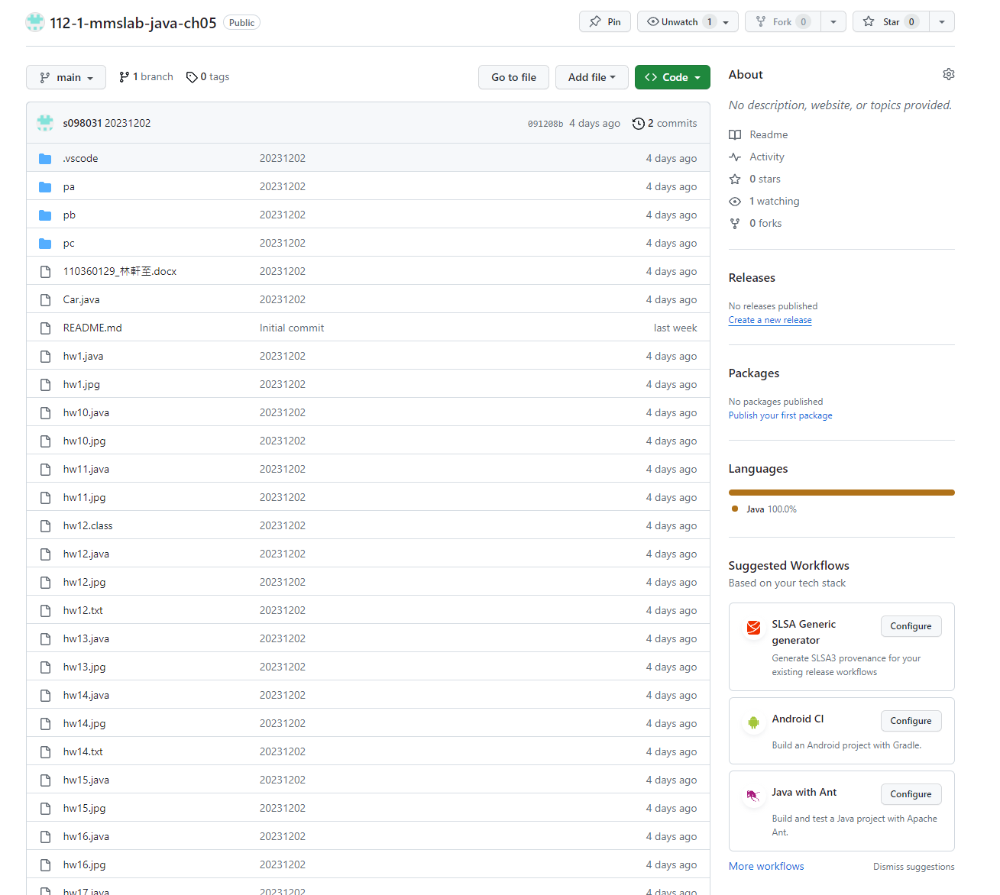 112-1-mmslab-java-ch05 Public Pin Unwatch 1 Fork 0 Star 0
main 1 branch 0 tags Go to file Add file Code
s098031 20231202 091208b 4 days ago 2 commits
.vscode 20231202 4 days ago
pa 20231202 4 days ago
pb 20231202 4 days ago
pc 20231202 4 days ago
110360129_林軒至.docx 20231202 4 days ago
Car.java 20231202 4 days ago
README.md Initial commit last week
hw1.java 20231202 4 days ago
hw1.jpg 20231202 4 days ago
hw10.java 20231202 4 days ago
hw10.jpg 20231202 4 days ago
hw11.java 20231202 4 days ago
hw11.jpg 20231202 4 days ago
hw12.class 20231202 4 days ago
hw12.java 20231202 4 days ago
hw12.jpg 20231202 4 days ago
hw12.txt 20231202 4 days ago
hw13.java 20231202 4 days ago
hw13.jpg 20231202 4 days ago
hw14.java 20231202 4 days ago
hw14.jpg 20231202 4 days ago
hw14.txt 20231202 4 days ago
hw15.java 20231202 4 days ago
hw15.jpg 20231202 4 days ago
hw16.java 20231202 4 days ago
hw16.jpg 20231202 4 days ago
hw17.java 20231202 4 days ago
About
No description, website, or topics provided.
Readme
Activity
0 stars
1 watching
0 forks
Releases
No releases published
Create a new release
Packages
No packages published
Publish your first package
Languages
Java 100.0%
Suggested Workflows
Based on your tech stack
SLSA Generic generator Configure
Generate SLSA3 provenance for your
existing release workflows
Android CI Configure
Build an Android project with Gradle.
Java with Ant Configure
Build and test a Java project with Apache
Ant.
More workflows Dismiss suggestions